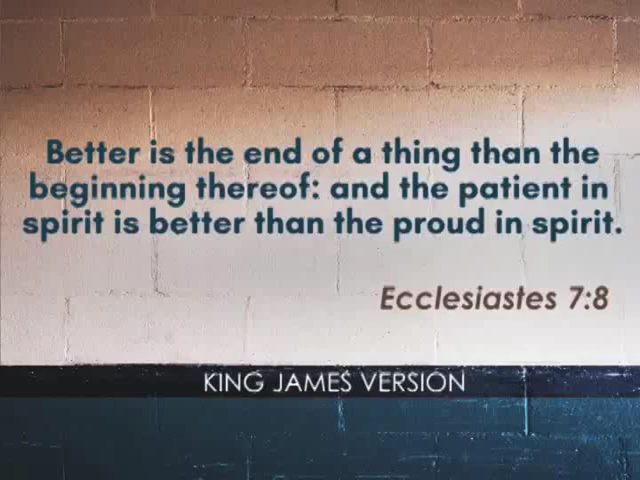 Better is the end of a thing than the
beginning thereof: and the patient in
spirit is better than the proud in spirit.
Ecclesiastes 7:8
KING JAMES VERSION